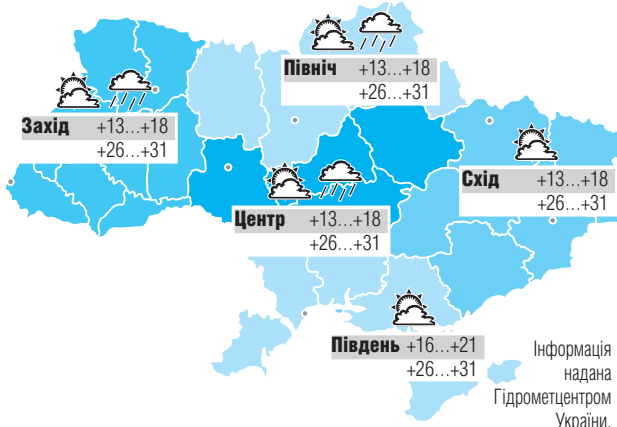 Північ +13…+18
+26…+31
Захід +13…+18
+26…+31
Схід +13…+18
+26…+31
Центр +13…+18
+26…+31
Південь +16…+21
+26…+31
Інформація
надана
Гідрометцентром
України.